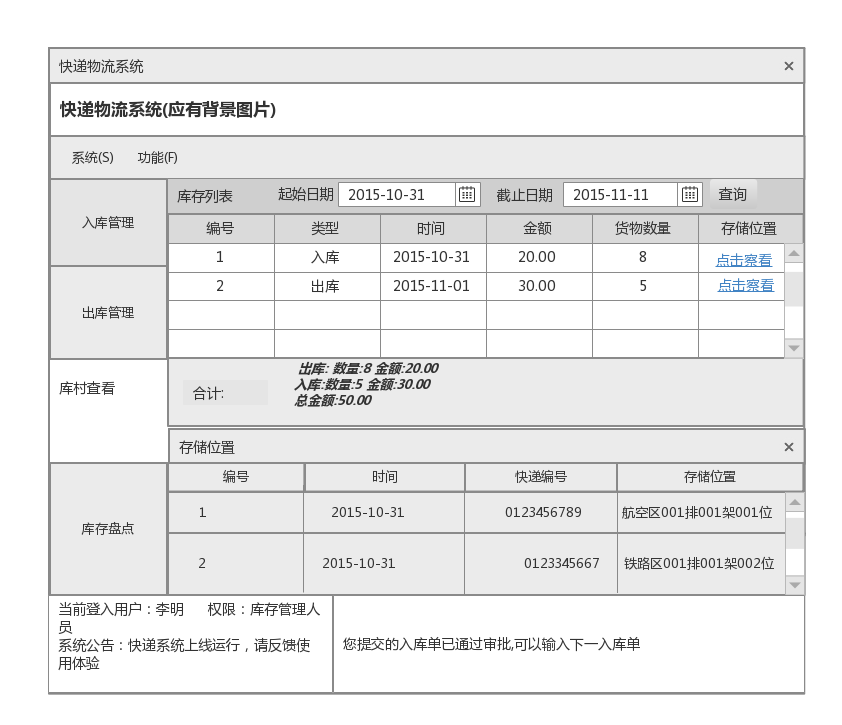 快递物流系统 ×
快递物流系统(应有背景图片)
系统(S) 功能(F)
入库管理
出库管理
库村查看
库存盘点
库存列表 起始日期 2015-10-31 截止日期 2015-11-11 查询
编号 类型 时间 金额 货物数量 存储位置
1 入库 2015-10-31 20.00 8 点击察看
2 出库 2015-11-01 30.00 5 点击察看
合计:
出库: 数量:8 金额:20.00
入库:数量:5 金额:30.00
总金额:50.00
存储位置 ×
编号 时间 快递编号 存储位置
1 2015-10-31 0123456789 航空区001排001架001位
2 2015-10-31 0123345667 铁路区001排001架002位
当前登入用户：李明 权限：库存管理人
员
系统公告：快递系统上线运行，请反馈使
用体验
您提交的入库单已通过审批,可以输入下一入库单